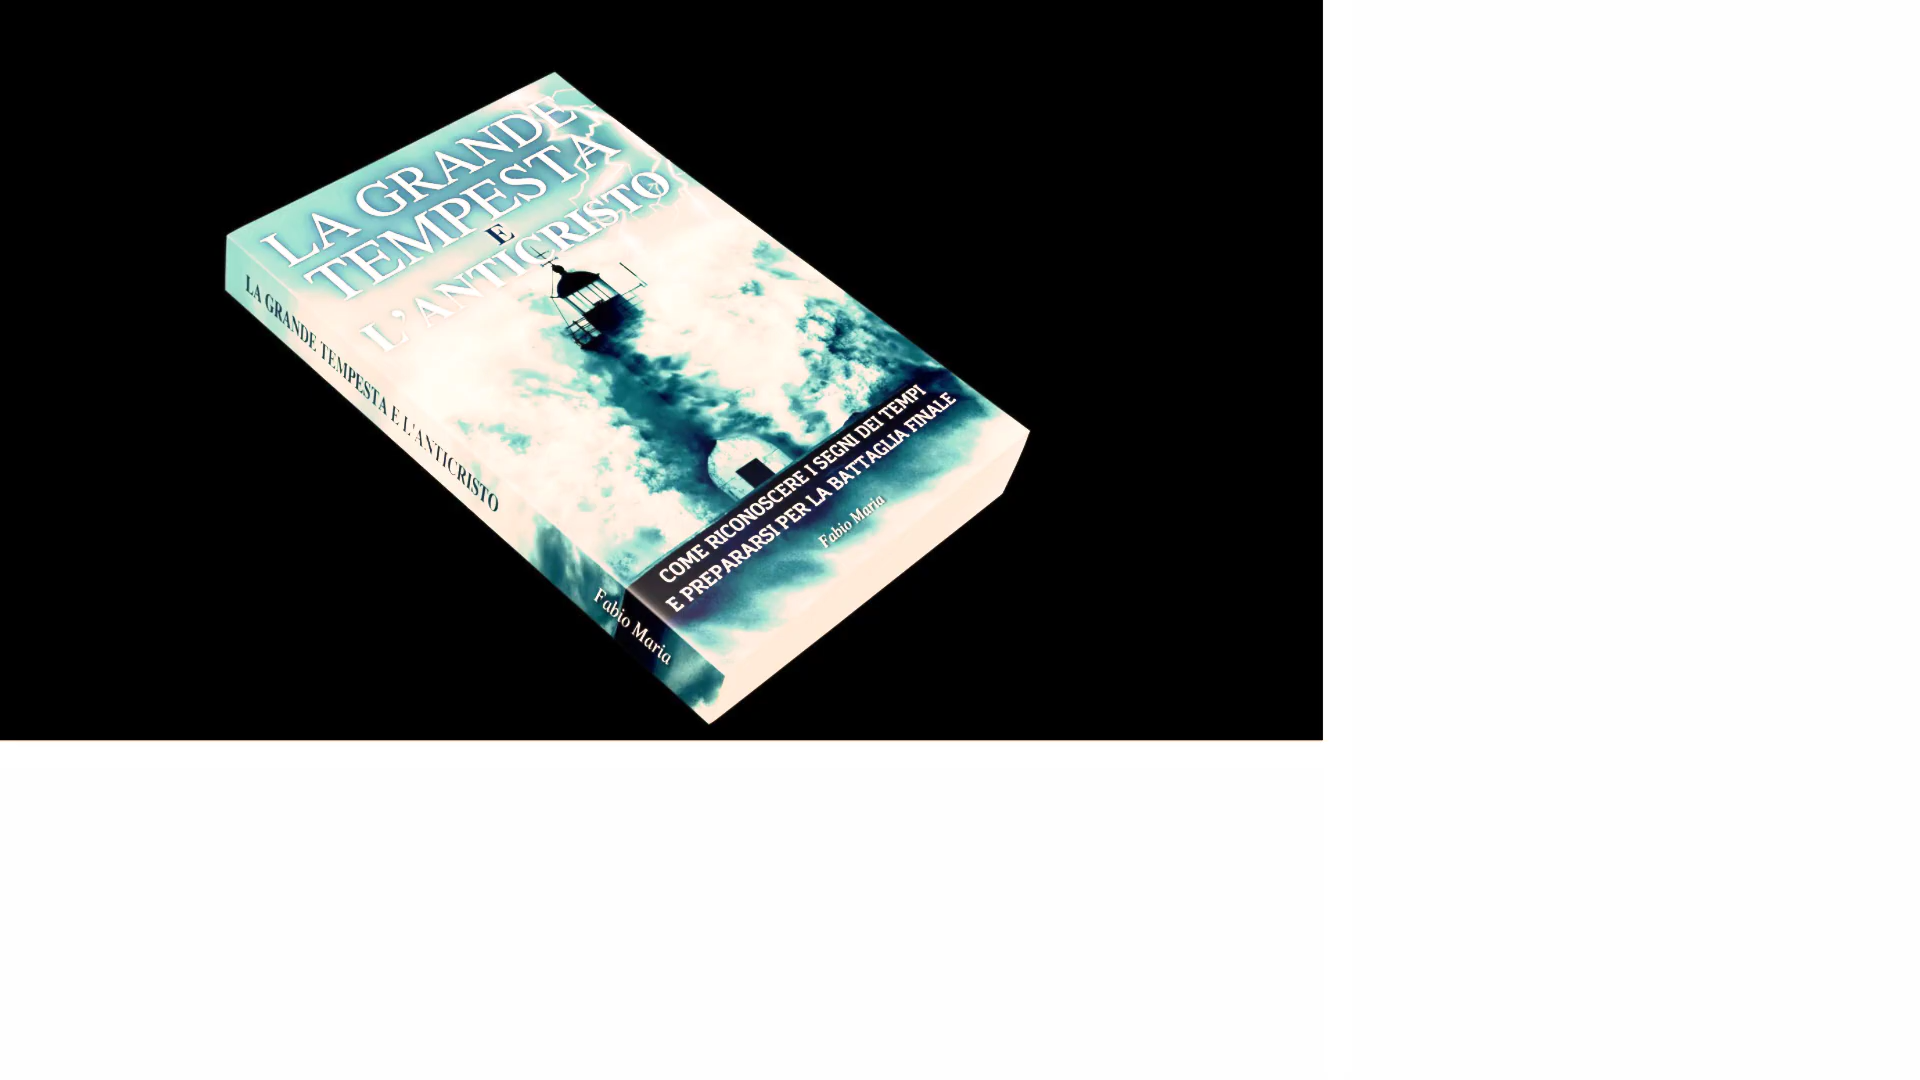 LA GRANDE
TEMPESTA
E
L'ANTICRISTO
COME RICONOSCERE I SEGNI DEI TEMPI
E PREPARARSI PER LA BATTAGLIA FINALE
Fabio Maria
LA GRANDE TEMPESTA E L'ANTICRISTO
Fabio Maria